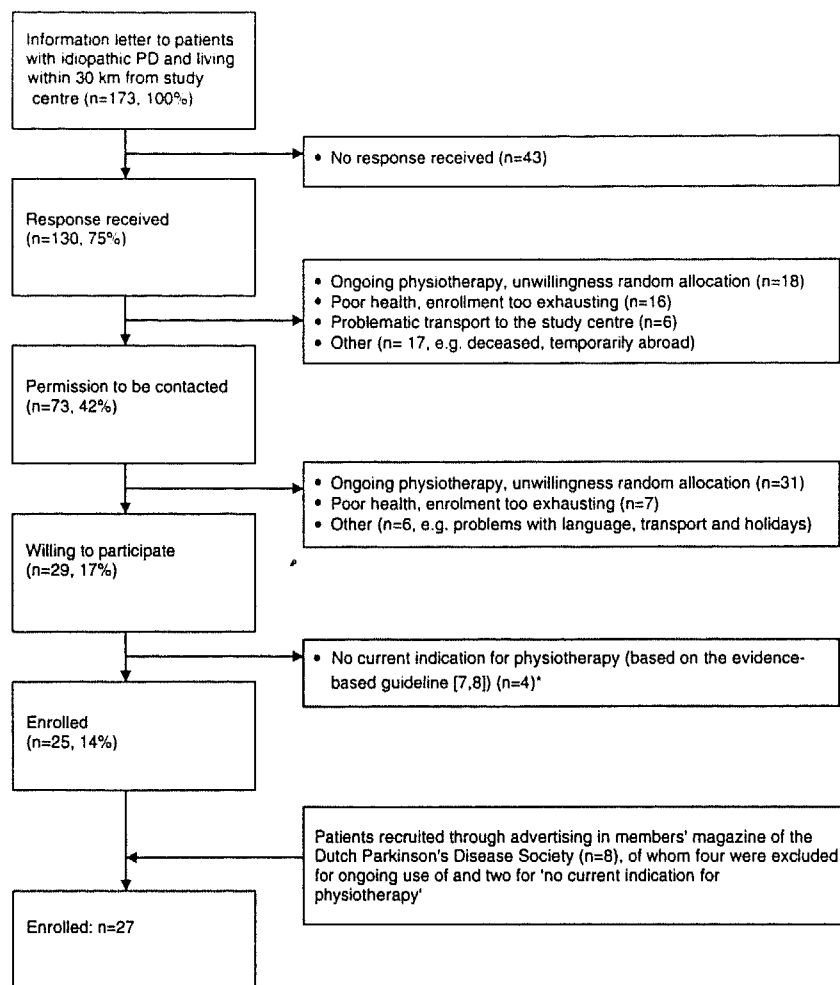 Information letter to patients
with idiopathic PD and living
within 30 km from study
centre (n=173, 100%)
• No response received (n=43)
Response received
(n=130, 75%)
• Ongoing physiotherapy, unwillingness random allocation (n=18)
• Poor health, enrollment too exhausting (n=16)
• Problematic transport to the study centre (n=6)
• Other (n= 17, e.g. deceased, temporarily abroad)
Permission to be contacted
(n=73, 42%)
• Ongoing physiotherapy, unwillingness random allocation (n=31)
• Poor health, enrolment too exhausting (n=7)
• Other (n=6, e.g. problems with language, transport and holidays)
Willing to participate
(n=29, 17%)
• No current indication for physiotherapy (based on the evidence-
based guideline [7,8]) (n=4)*
Enrolled
(n=25, 14%)
Patients recruited through advertising in members' magazine of the
Dutch Parkinson's Disease Society (n=8), of whom four were excluded
for ongoing use of and two for 'no current indication for
physiotherapy'
Enrolled: n=27